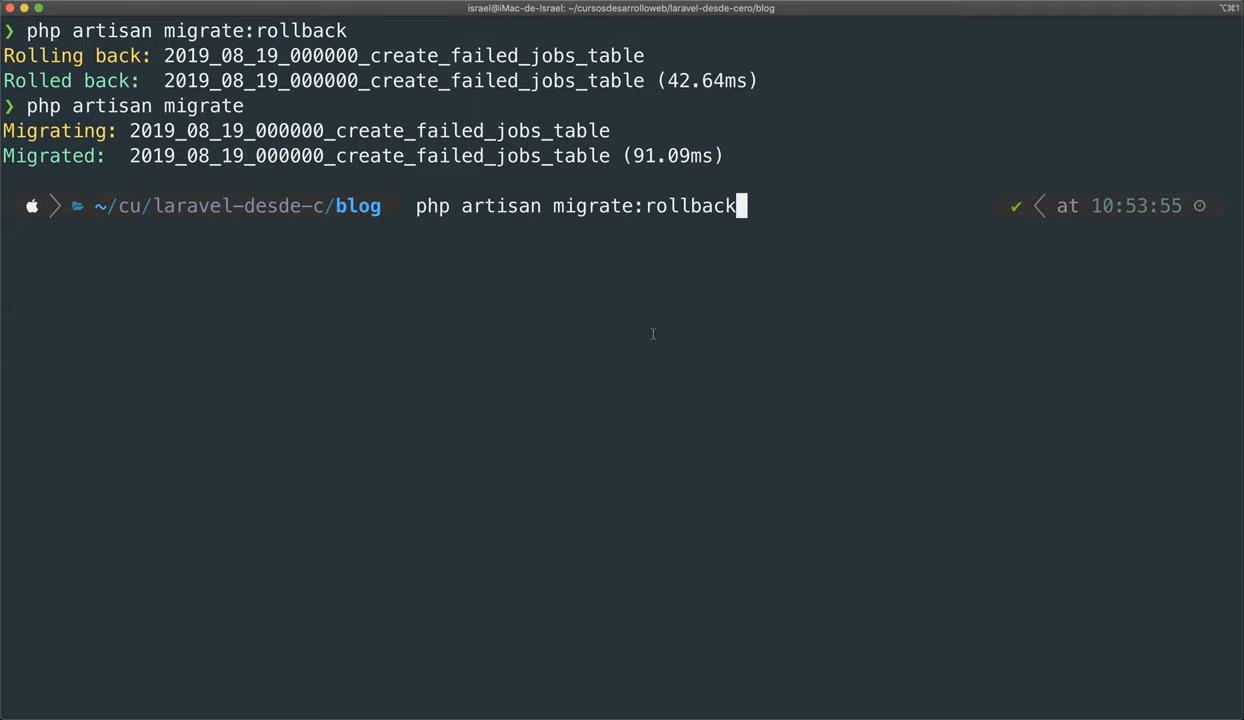 israel@iMac-de-Israel: ~/cursosdesarrolloweb/laravel-desde-cero/blog ⌥⌘1
❯ php artisan migrate:rollback
Rolling back: 2019_08_19_000000_create_failed_jobs_table
Rolled back:  2019_08_19_000000_create_failed_jobs_table (42.64ms)
❯ php artisan migrate
Migrating: 2019_08_19_000000_create_failed_jobs_table
Migrated:  2019_08_19_000000_create_failed_jobs_table (91.09ms)
~/cu/laravel-desde-c/blog php artisan migrate:rollback ✔ at 10:53:55